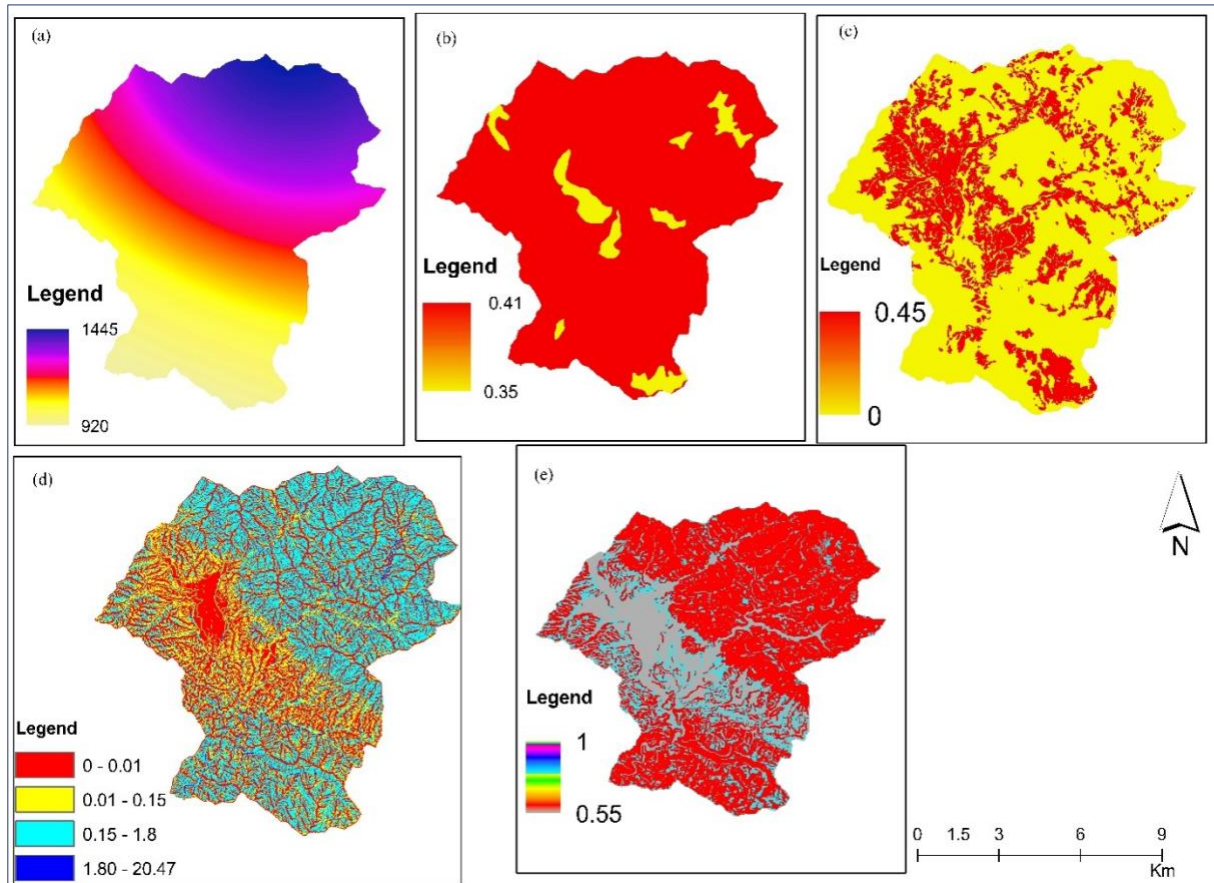 (a)
Legend
1445
920
(b)
Legend
0.41
0.35
(c)
Legend
0.45
0
(d)
Legend
0 - 0.01
0.01 - 0.15
0.15 - 1.8
1.80 - 20.47
(e)
Legend
1
0.55
N
0 1.5 3 6 9
Km